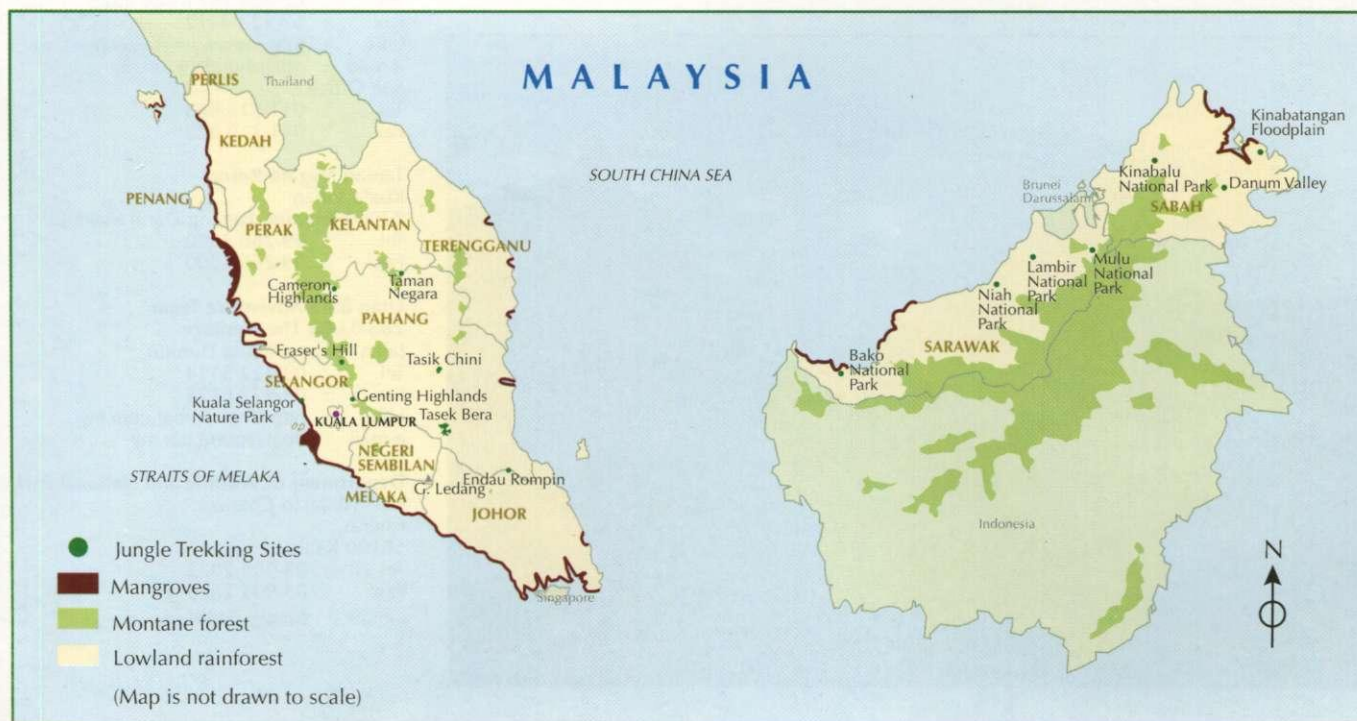 MALAYSIA
PERLIS
Thailand
KEDAH
PENANG
PERAK
KELANTAN
TERENGGANU
SOUTH CHINA SEA
Cameron
Highlands
Taman
Negara
PAHANG
Fraser's Hill
Tasik Chini
SELANGOR
Kuala Selangor
Nature Park
Genting Highlands
KUALA LUMPUR
Tasek Bera
NEGERI
SEMBILAN
STRAITS OF MELAKA
MELAKA
G. Ledang
Endau Rompin
JOHOR
Singapore
Kinabatangan
Floodplain
Kinabalu
National Park
Danum Valley
SABAH
Brunei
Darussalam
Mulu
National
Park
Lambir
National
Park
Niah
National
Park
SARAWAK
Bako
National
Park
Indonesia
N
Jungle Trekking Sites
Mangroves
Montane forest
Lowland rainforest
(Map is not drawn to scale)